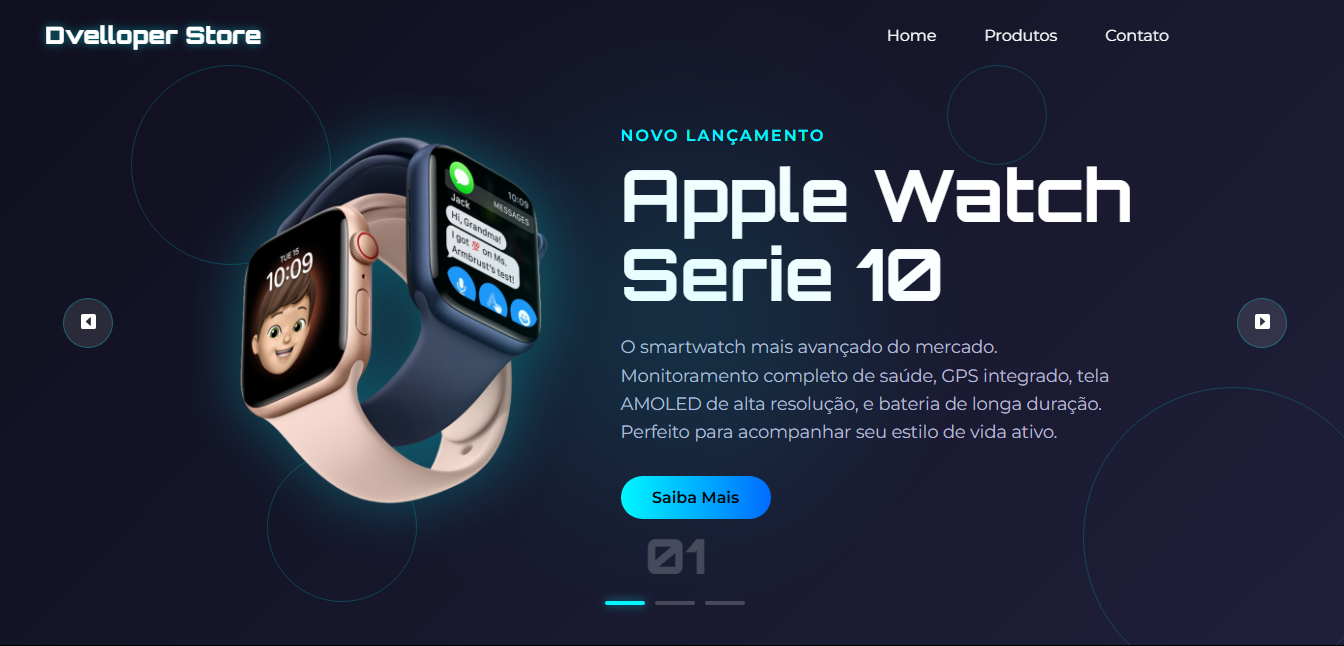 Dvelloper Store
Home
Produtos
Contato
NOVO LANÇAMENTO
Apple Watch
Serie 10
O smartwatch mais avançado do mercado.
Monitoramento completo de saúde, GPS integrado, tela
AMOLED de alta resolução, e bateria de longa duração.
Perfeito para acompanhar seu estilo de vida ativo.
Saiba Mais
01
TUE 15
10:09
10:09
MESSAGES
Jack
Hi, Grandma!
I got 💯 on Ms.
Armbrust's test!